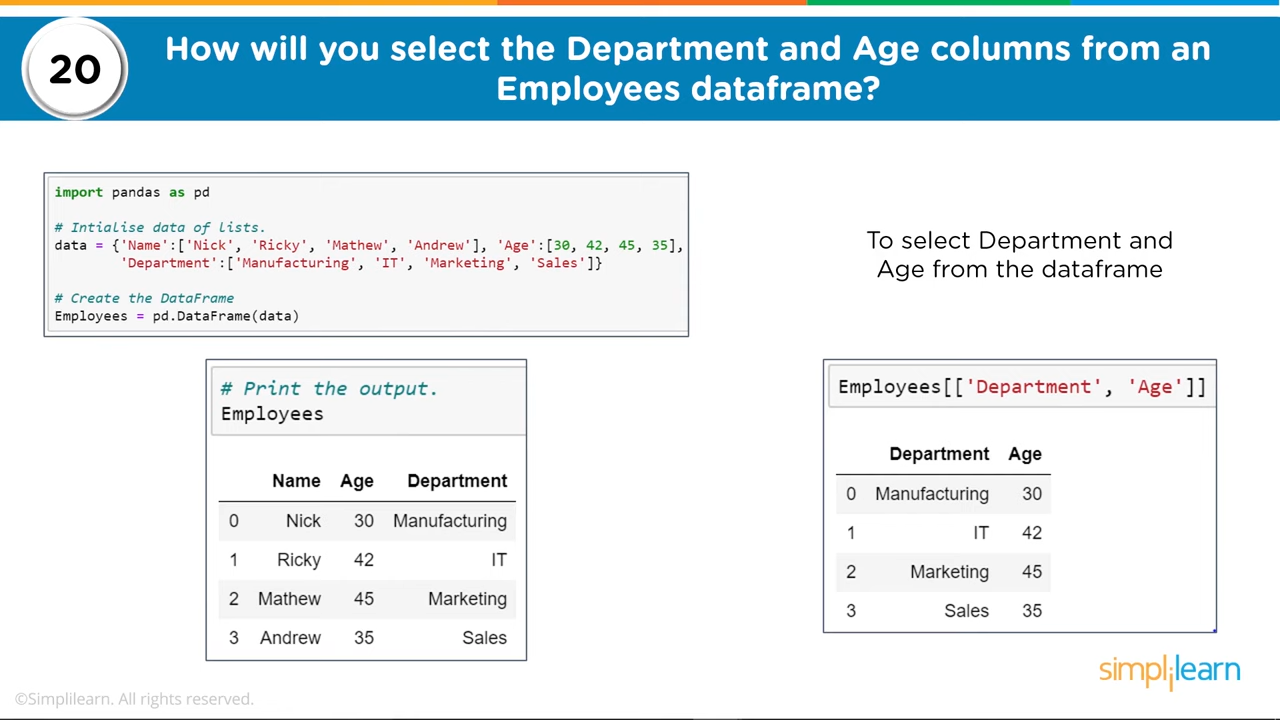 20
How will you select the Department and Age columns from an
Employees dataframe?
import pandas as pd
# Intialise data of lists.
data = {'Name':['Nick', 'Ricky', 'Mathew', 'Andrew'], 'Age':[30, 42, 45, 35],
'Department':['Manufacturing', 'IT', 'Marketing', 'Sales']}
# Create the DataFrame
Employees = pd.DataFrame(data)
# Print the output.
Employees
Name Age Department
0 Nick 30 Manufacturing
1 Ricky 42 IT
2 Mathew 45 Marketing
3 Andrew 35 Sales
To select Department and
Age from the dataframe
Employees[['Department', 'Age']]
Department Age
0 Manufacturing 30
1 IT 42
2 Marketing 45
3 Sales 35
simplilearn
©Simplilearn. All rights reserved.